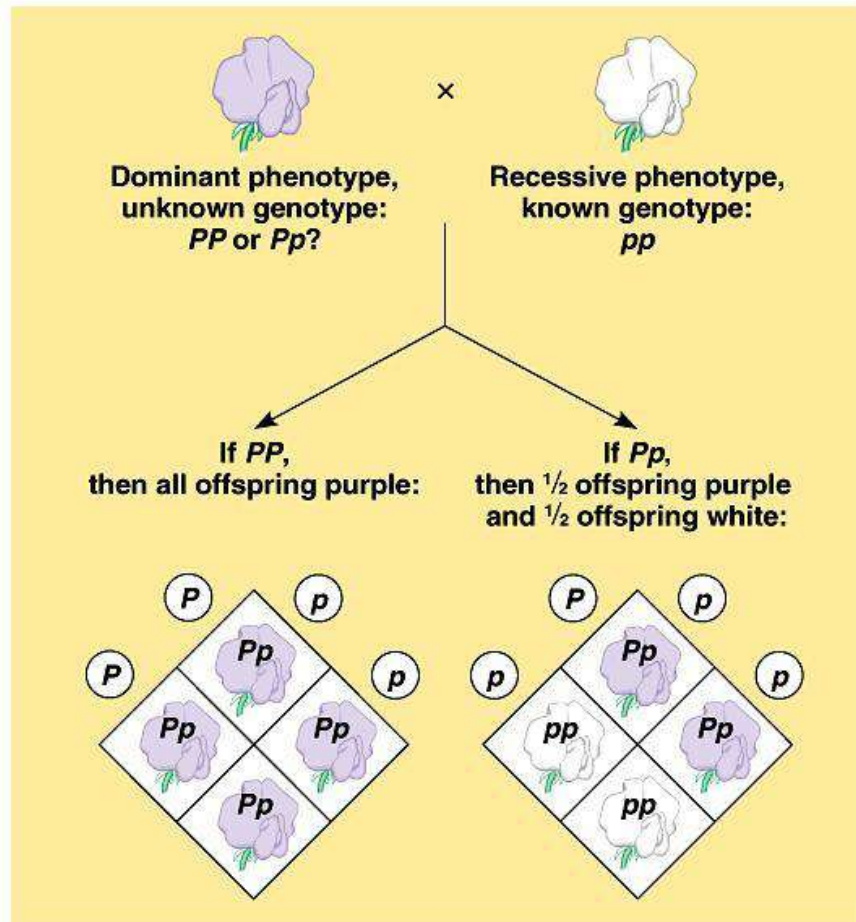 ×
Dominant phenotype,
unknown genotype:
PP or Pp?
Recessive phenotype,
known genotype:
pp
If PP,
then all offspring purple:
If Pp,
then ½ offspring purple
and ½ offspring white:
P
p
P
p
Pp
Pp
Pp
Pp
P
p
p
p
Pp
pp
Pp
pp